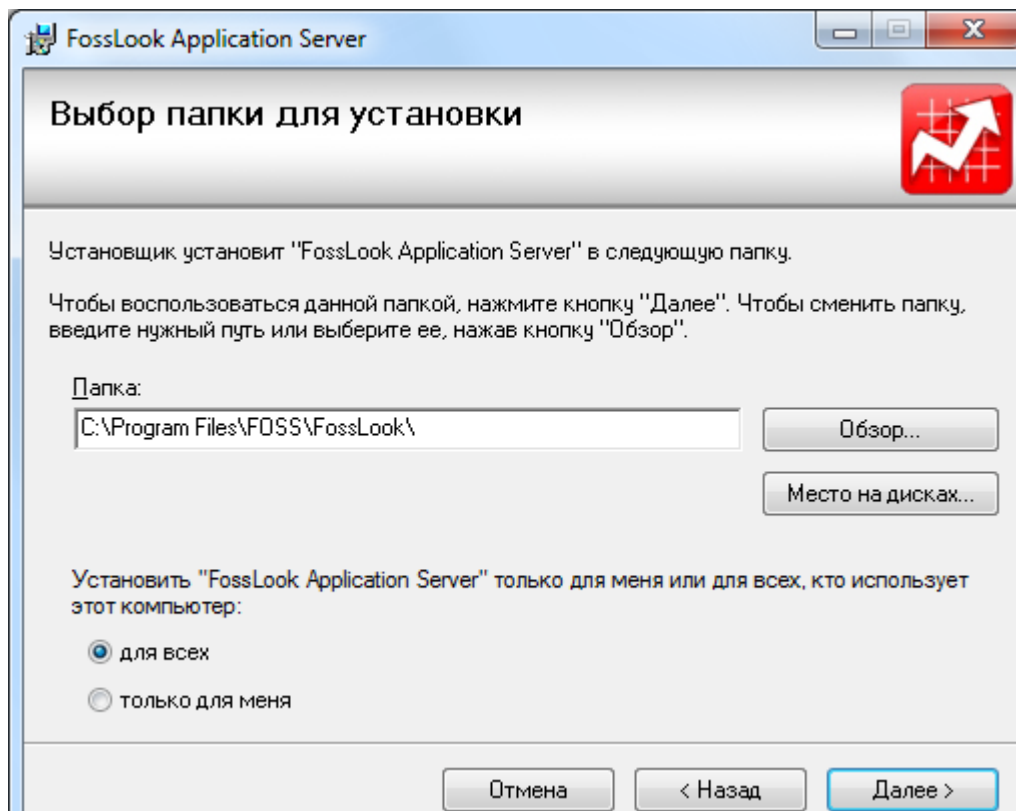 FossLook Application Server
Выбор папки для установки
Установщик установит "FossLook Application Server" в следующую папку.
Чтобы воспользоваться данной папкой, нажмите кнопку "Далее". Чтобы сменить папку,
введите нужный путь или выберите ее, нажав кнопку "Обзор".
Папка:
C:\Program Files\FOSS\FossLook\
Обзор...
Место на дисках...
Установить "FossLook Application Server" только для меня или для всех, кто использует
этот компьютер:
для всех
только для меня
Отмена
< Назад
Далее >